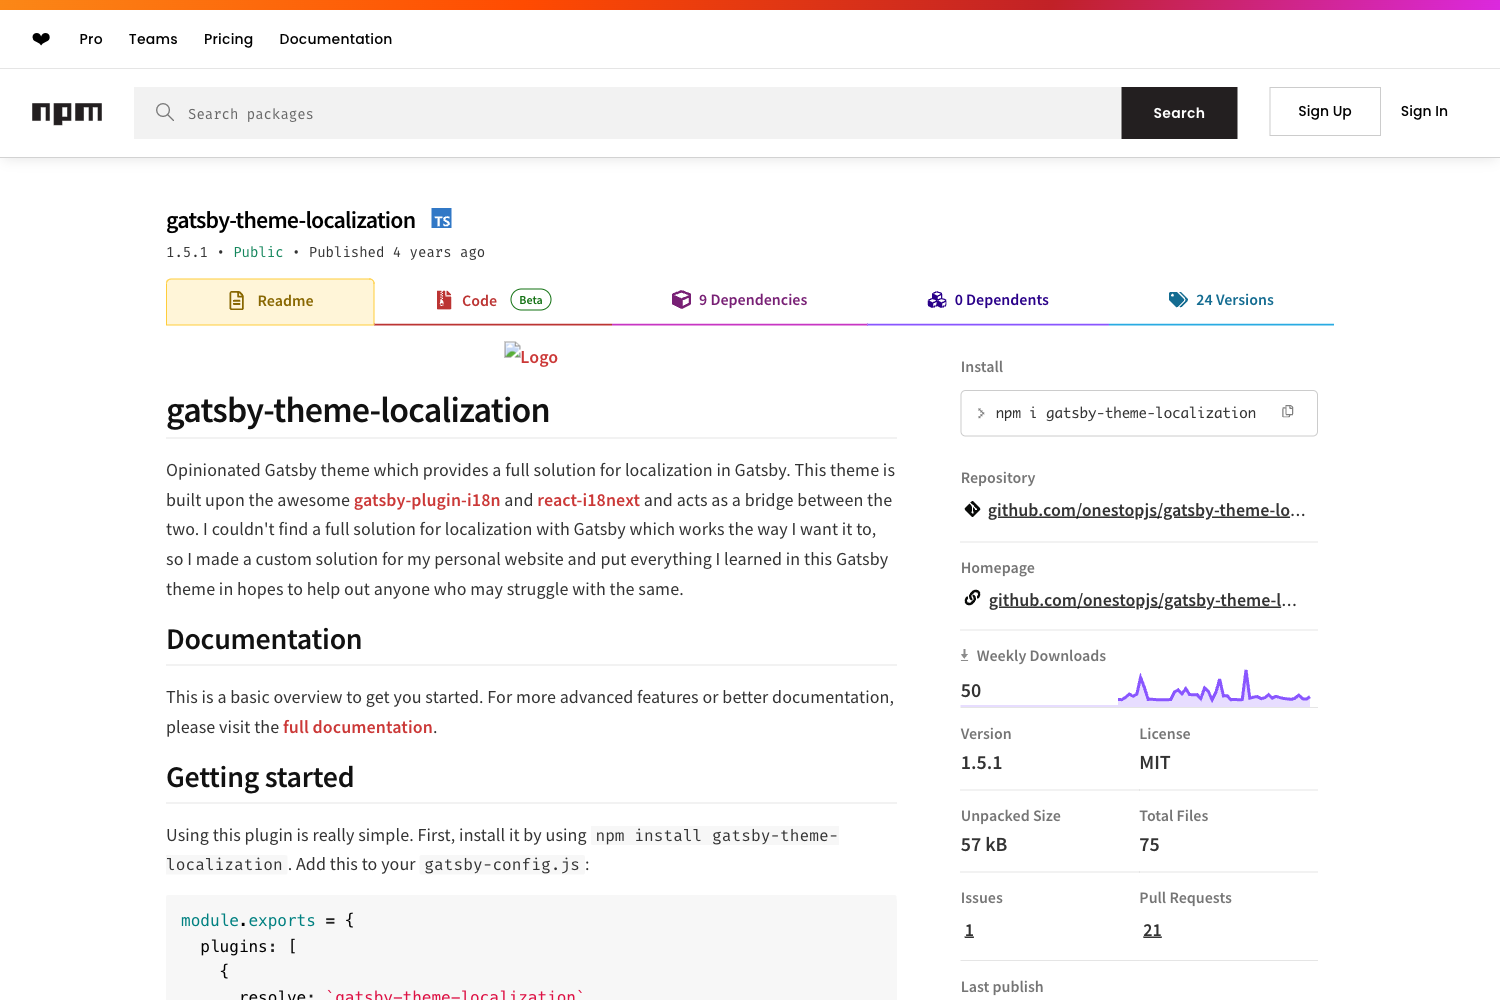 ❤
Pro
Teams
Pricing
Documentation
npm
Search packages
Search
Sign Up
Sign In
gatsby-theme-localization TS
1.5.1 • Public • Published 4 years ago
Readme
Code Beta
9 Dependencies
0 Dependents
24 Versions
Logo
gatsby-theme-localization
Opinionated Gatsby theme which provides a full solution for localization in Gatsby. This theme is
built upon the awesome gatsby-plugin-i18n and react-i18next and acts as a bridge between the
two. I couldn't find a full solution for localization with Gatsby which works the way I want it to,
so I made a custom solution for my personal website and put everything I learned in this Gatsby
theme in hopes to help out anyone who may struggle with the same.
Documentation
This is a basic overview to get you started. For more advanced features or better documentation,
please visit the full documentation.
Getting started
Using this plugin is really simple. First, install it by using npm install gatsby-theme-
localization. Add this to your gatsby-config.js:
module.exports = {
  plugins: [
    {
      resolve: `gatsby-theme-localization`
Install
npm i gatsby-theme-localization
Repository
github.com/onestopjs/gatsby-theme-lo…
Homepage
github.com/onestopjs/gatsby-theme-l…
Weekly Downloads
50
Version
1.5.1
License
MIT
Unpacked Size
57 kB
Total Files
75
Issues
1
Pull Requests
21
Last publish